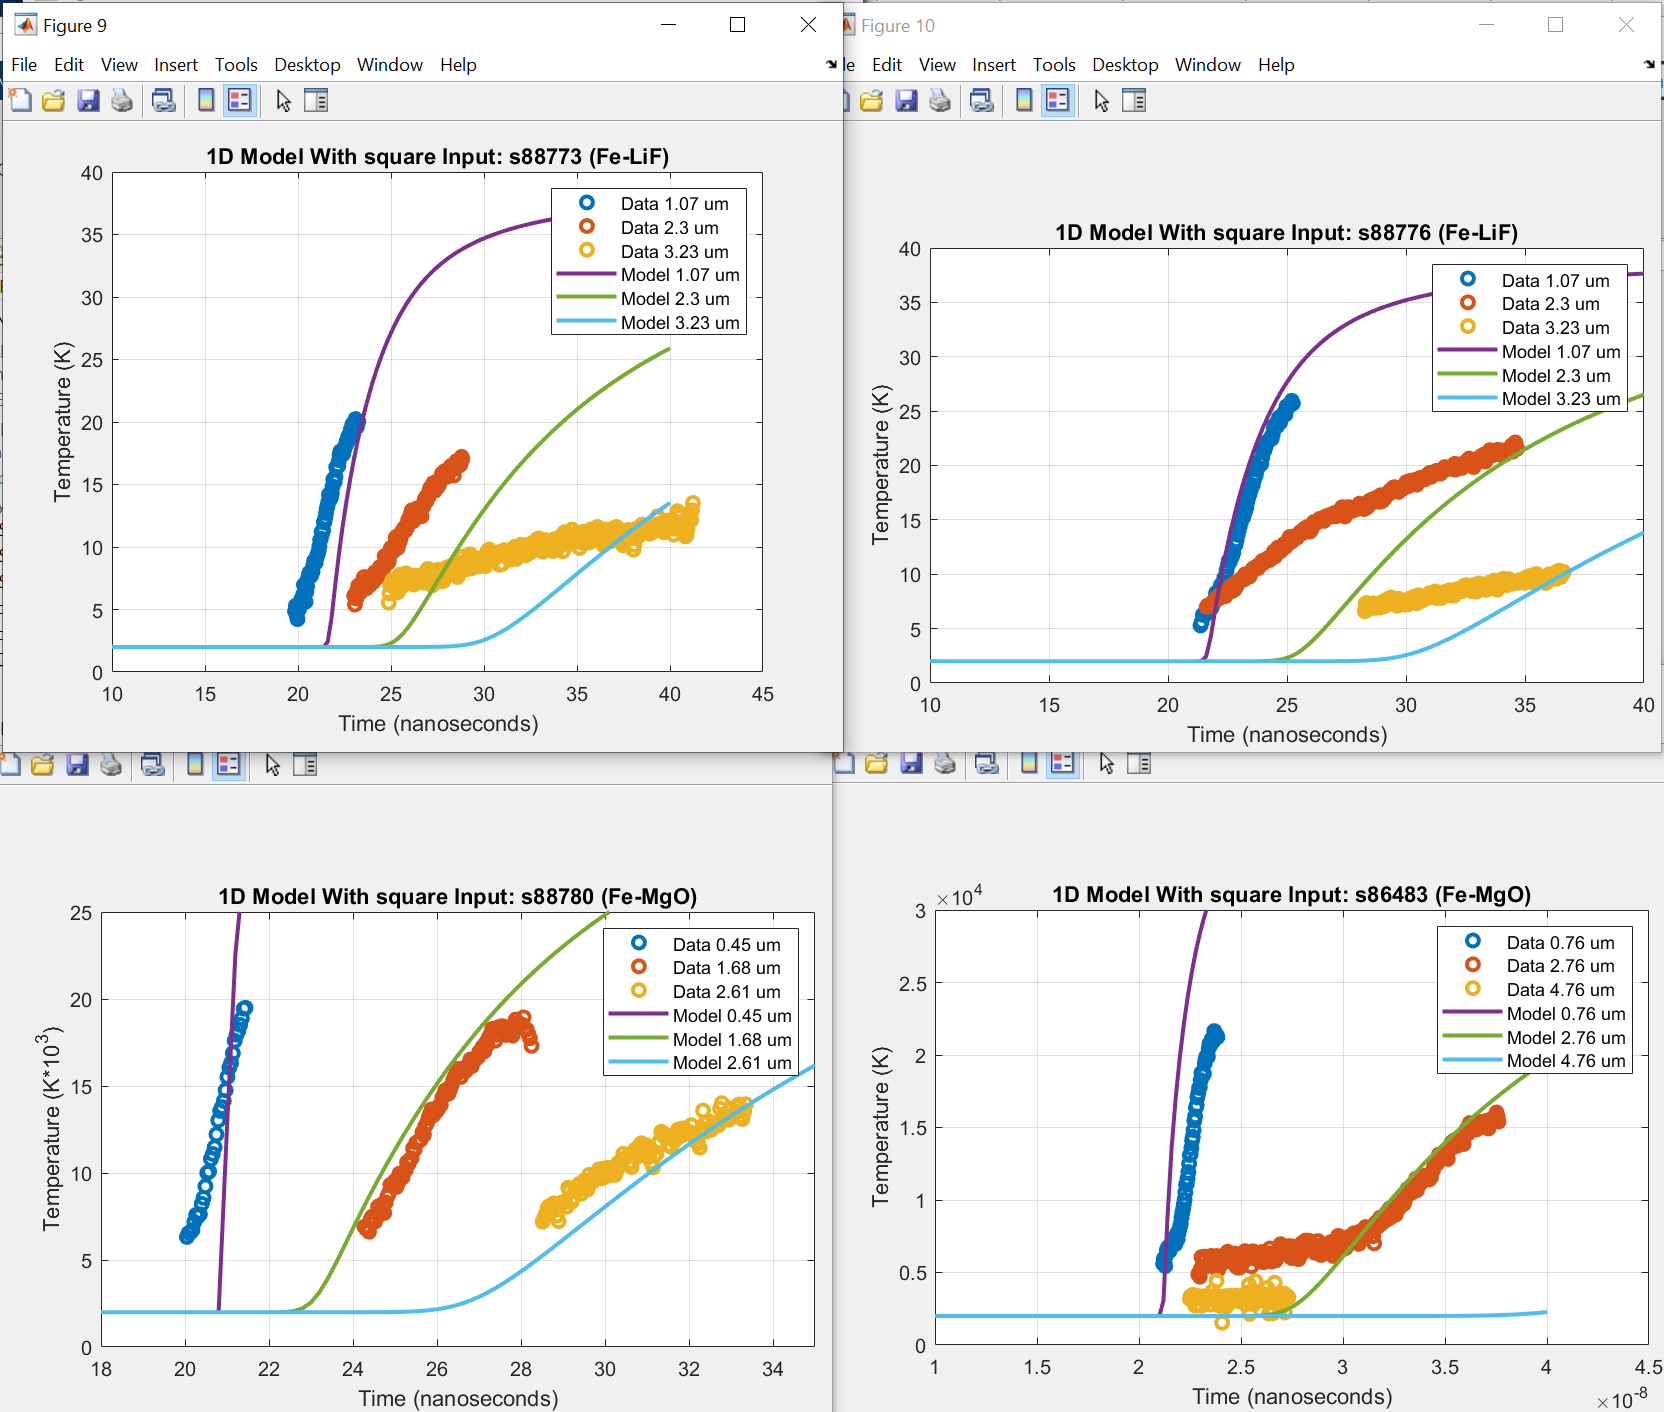 Figure 9
File Edit View Insert Tools Desktop Window Help
1D Model With square Input: s88773 (Fe-LiF)
Temperature (K)
40
35
30
25
20
15
10
5
0
Data 1.07 um
Data 2.3 um
Data 3.23 um
Model 1.07 um
Model 2.3 um
Model 3.23 um
10 15 20 25 30 35 40 45
Time (nanoseconds)
Figure 10
le Edit View Insert Tools Desktop Window Help
1D Model With square Input: s88776 (Fe-LiF)
Temperature (K)
40
35
30
25
20
15
10
5
0
Data 1.07 um
Data 2.3 um
Data 3.23 um
Model 1.07 um
Model 2.3 um
Model 3.23 um
10 15 20 25 30 35 40
Time (nanoseconds)
1D Model With square Input: s88780 (Fe-MgO)
Temperature (K*10³)
25
20
15
10
5
0
Data 0.45 um
Data 1.68 um
Data 2.61 um
Model 0.45 um
Model 1.68 um
Model 2.61 um
18 20 22 24 26 28 30 32 34
Time (nanoseconds)
×10⁴
1D Model With square Input: s86483 (Fe-MgO)
Temperature (K)
3
2.5
2
1.5
1
0.5
0
Data 0.76 um
Data 2.76 um
Data 4.76 um
Model 0.76 um
Model 2.76 um
Model 4.76 um
1 1.5 2 2.5 3 3.5 4 4.5
Time (nanoseconds)
×10⁻⁸